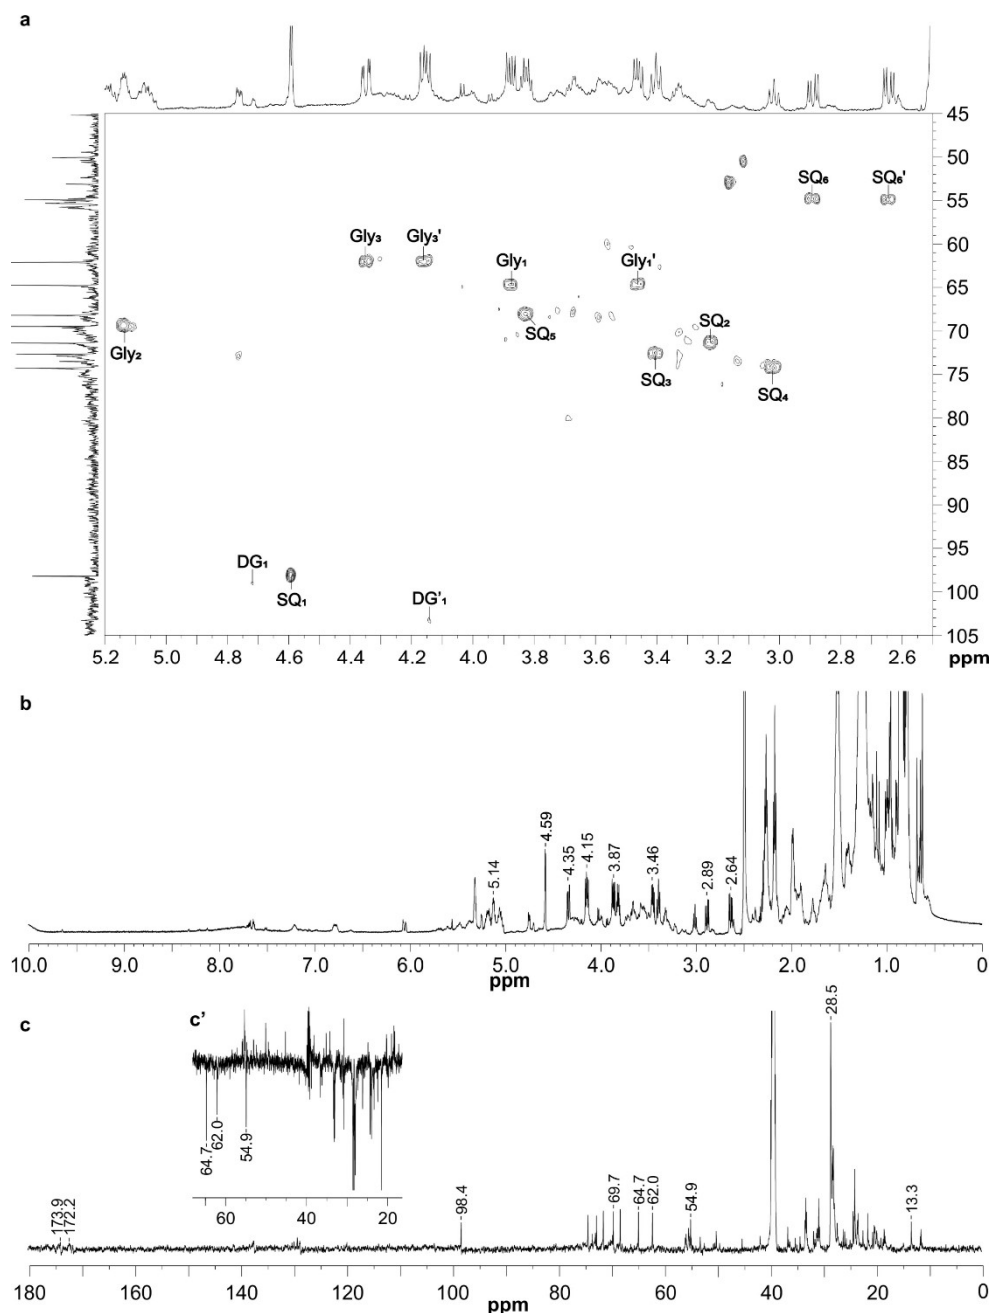 a
45
50
SQ₆ SQ₆'
55
Gly₃ Gly₃'
60
Gly₁ Gly₁'
65
SQ₅ SQ₂
70
Gly₂
SQ₃ SQ₄
75
80
85
90
95
DG₁
SQ₁
100
DG'₁
105
5.2 5.0 4.8 4.6 4.4 4.2 4.0 3.8 3.6 3.4 3.2 3.0 2.8 2.6 ppm
b
5.14 4.59 4.35 4.15 3.87 3.46 2.89 2.64
10.0 9.0 8.0 7.0 6.0 5.0 4.0 3.0 2.0 1.0 0
ppm
c
c'
64.7 62.0 54.9
60 40 20
173.9 172.2 98.4 69.7 64.7 62.0 54.9 28.5 13.3
180 160 140 120 100 80 60 40 20 0
ppm